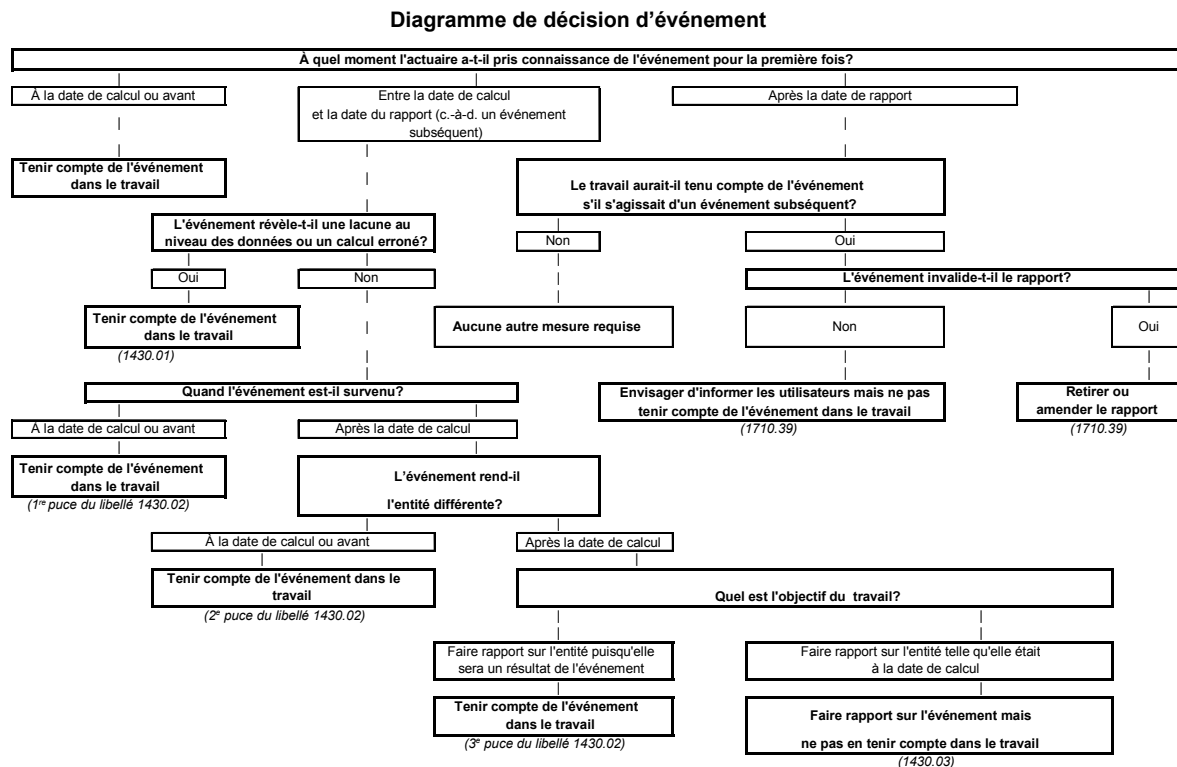 Diagramme de décision d’événement
À quel moment l'actuaire a-t-il pris connaissance de l'événement pour la première fois?
À la date de calcul ou avant
Entre la date de calcul
et la date du rapport (c.-à-d. un événement
subséquent)
Après la date de rapport
Tenir compte de l'événement
dans le travail
Le travail aurait-il tenu compte de l'événement
s'il s'agissait d'un événement subséquent?
L'événement révèle-t-il une lacune au
niveau des données ou un calcul erroné?
Non
Oui
Oui
Non
L'événement invalide-t-il le rapport?
Tenir compte de l'événement
dans le travail
(1430.01)
Aucune autre mesure requise
Non
Oui
Quand l'événement est-il survenu?
Envisager d'informer les utilisateurs mais ne pas
tenir compte de l'événement dans le travail
(1710.39)
Retirer ou
amender le rapport
(1710.39)
À la date de calcul ou avant
Après la date de calcul
Tenir compte de l'événement
dans le travail
(1re puce du libellé 1430.02)
L’événement rend-il
l'entité différente?
À la date de calcul ou avant
Après la date de calcul
Tenir compte de l'événement dans le
travail
(2e puce du libellé 1430.02)
Quel est l'objectif du travail?
Faire rapport sur l'entité puisqu'elle
sera un résultat de l'événement
Faire rapport sur l'entité telle qu'elle était
à la date de calcul
Tenir compte de l'événement
dans le travail
(3e puce du libellé 1430.02)
Faire rapport sur l'événement mais
ne pas en tenir compte dans le travail
(1430.03)